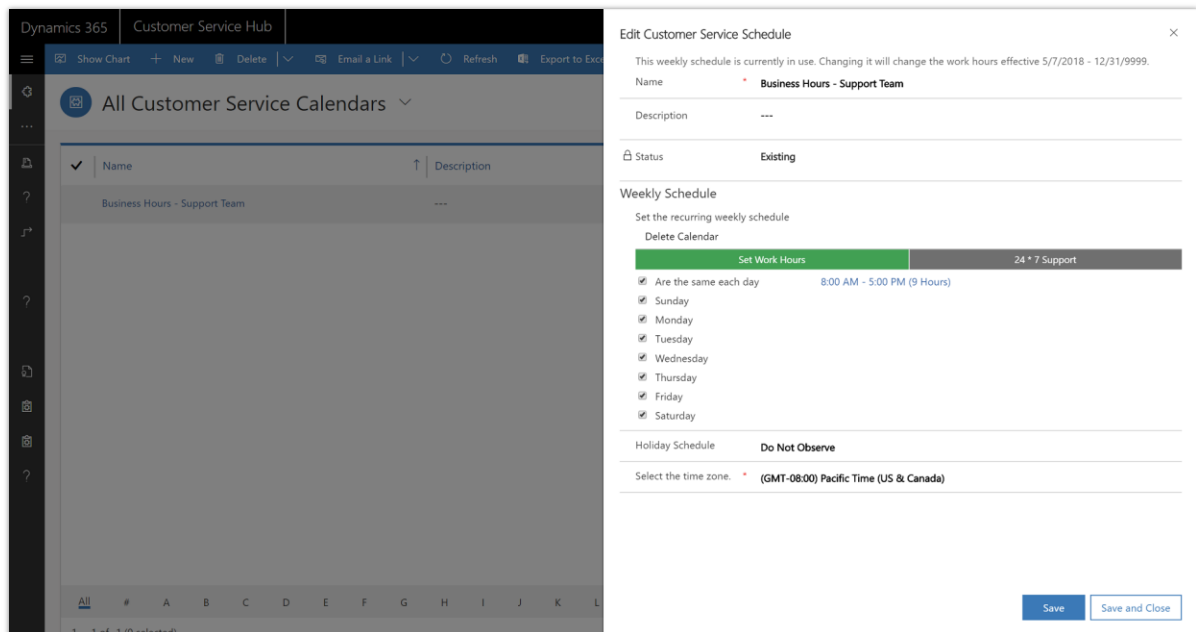 Dynamics 365 Customer Service Hub
Show Chart + New Delete Email a Link Refresh Export to Exce
All Customer Service Calendars
Name ↑ Description
Business Hours - Support Team ---
All # A B C D E F G H I J K L
1 - 1 of 1 (0 selected)
Edit Customer Service Schedule
This weekly schedule is currently in use. Changing it will change the work hours effective 5/7/2018 - 12/31/9999.
Name * Business Hours - Support Team
Description ---
Status Existing
Weekly Schedule
Set the recurring weekly schedule
Delete Calendar
Set Work Hours 24 * 7 Support
Are the same each day 8:00 AM - 5:00 PM (9 Hours)
Sunday
Monday
Tuesday
Wednesday
Thursday
Friday
Saturday
Holiday Schedule Do Not Observe
Select the time zone. * (GMT-08:00) Pacific Time (US & Canada)
Save Save and Close